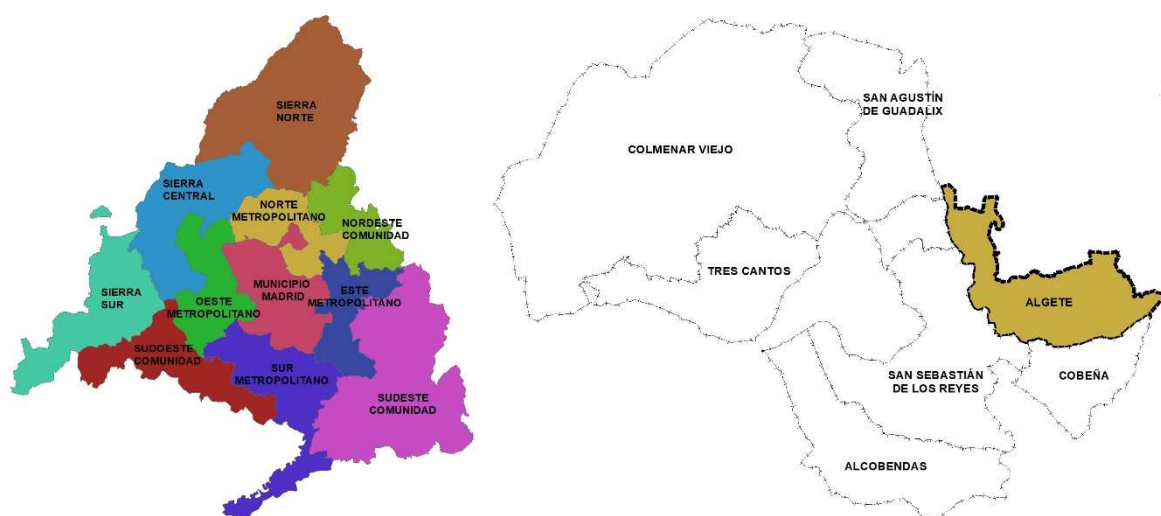 SIERRA
NORTE
SIERRA
CENTRAL
NORTE
METROPOLITANO
NORDESTE
COMUNIDAD
SIERRA
SUR
OESTE
METROPOLITANO
MUNICIPIO
MADRID
ESTE
METROPOLITANO
SUDOESTE
COMUNIDAD
SUR
METROPOLITANO
SUDESTE
COMUNIDAD
SAN AGUSTÍN
DE GUADALIX
COLMENAR VIEJO
TRES CANTOS
ALGETE
SAN SEBASTIÁN
DE LOS REYES
COBEÑA
ALCOBENDAS